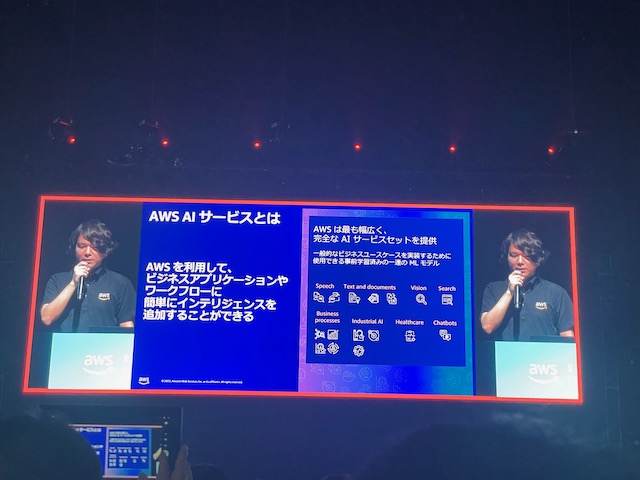 AWS AI サービスとは
AWS を利用して、
ビジネスアプリケーションや
ワークフローに
簡単にインテリジェンスを
追加することができる
aws
© 2023, Amazon Web Services, Inc. or its affiliates. All rights reserved.
AWS は最も幅広く、
完全な AI サービスセットを提供
一般的なビジネスユースケースを実装するために
使用できる事前学習済みの一連の ML モデル
Speech
Text and documents
Vision
Search
Business
processes
Industrial AI
Healthcare
Chatbots
aws
aws
aws
aws